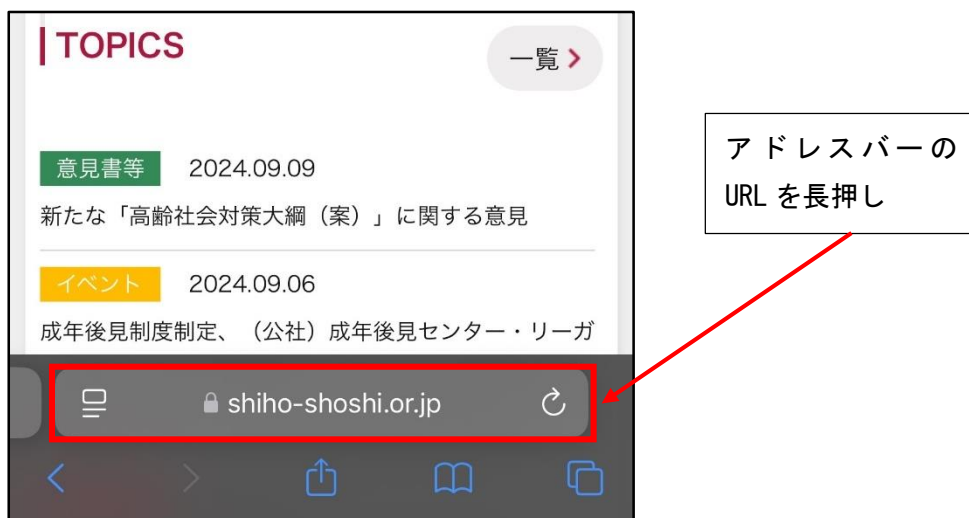 TOPICS
一覧
意見書等 2024.09.09
新たな「高齢社会対策大綱（案）」に関する意見
イベント 2024.09.06
成年後見制度制定、（公社）成年後見センター・リーガ
shiho-shoshi.or.jp
アドレスバーの
URLを長押し